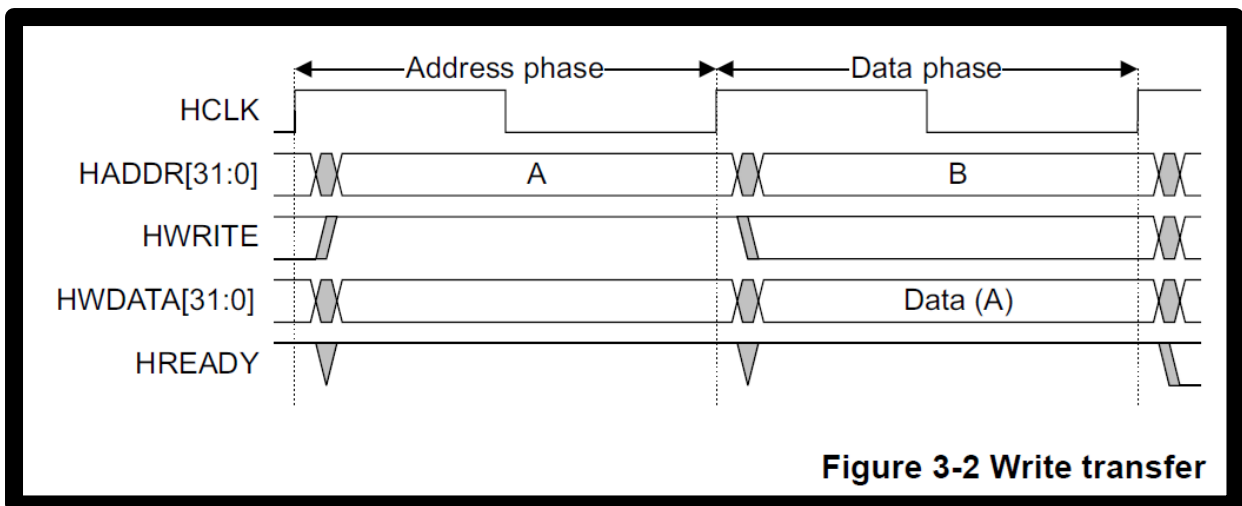 Address phase Data phase
HCLK
HADDR[31:0] A B
HWRITE
HWDATA[31:0] Data (A)
HREADY
Figure 3-2 Write transfer